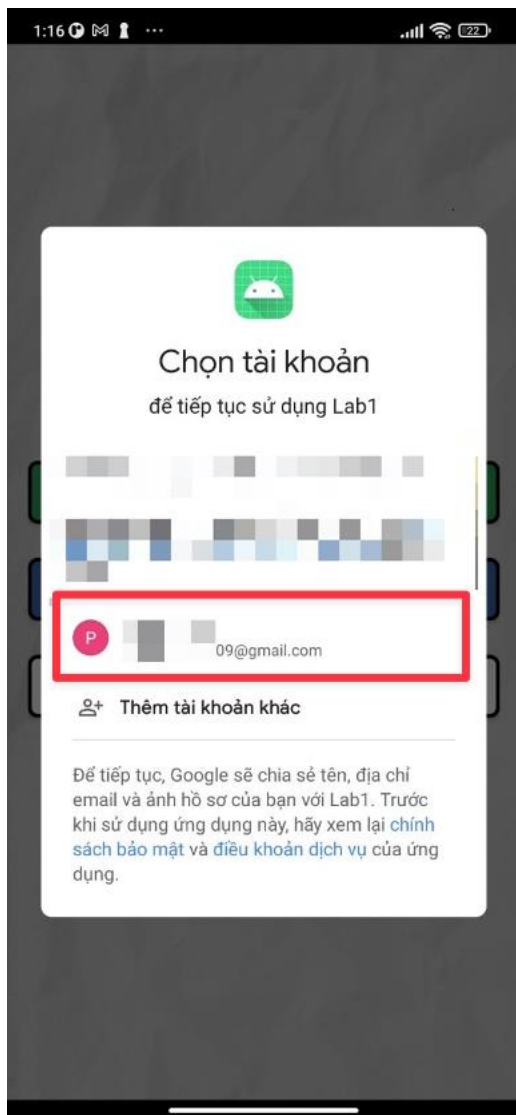 1:16
22
Chọn tài khoản
để tiếp tục sử dụng Lab1
P
09@gmail.com
Thêm tài khoản khác
Để tiếp tục, Google sẽ chia sẻ tên, địa chỉ
email và ảnh hồ sơ của bạn với Lab1. Trước
khi sử dụng ứng dụng này, hãy xem lại chính
sách bảo mật và điều khoản dịch vụ của ứng
dụng.